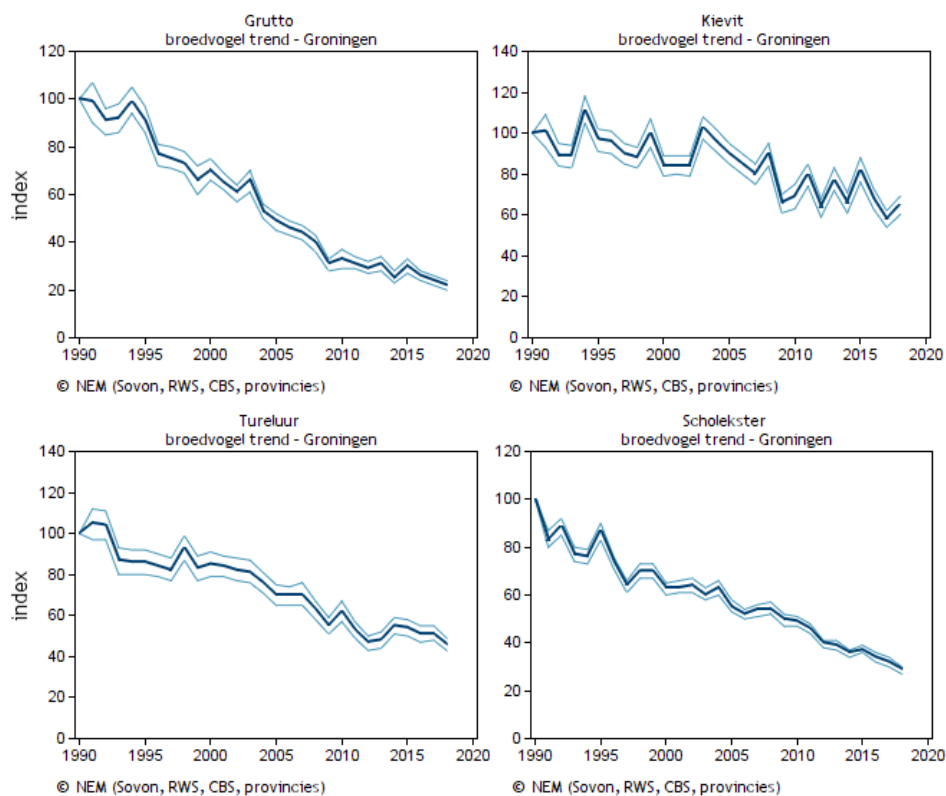 Grutto
broedvogel trend - Groningen
120
100
80
60
40
20
0
index
1990 1995 2000 2005 2010 2015 2020
© NEM (Sovon, RWS, CBS, provincies)
Kievit
broedvogel trend - Groningen
140
120
100
80
60
40
20
0
1990 1995 2000 2005 2010 2015 2020
© NEM (Sovon, RWS, CBS, provincies)
Tureluur
broedvogel trend - Groningen
140
120
100
80
60
40
20
0
index
1990 1995 2000 2005 2010 2015 2020
© NEM (Sovon, RWS, CBS, provincies)
Scholekster
broedvogel trend - Groningen
120
100
80
60
40
20
0
1990 1995 2000 2005 2010 2015 2020
© NEM (Sovon, RWS, CBS, provincies)